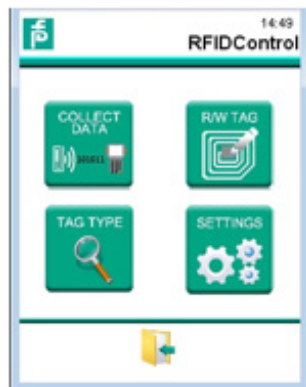 14:49
RFIDControl
COLLECT
DATA
R/W TAG
TAG TYPE
SETTINGS